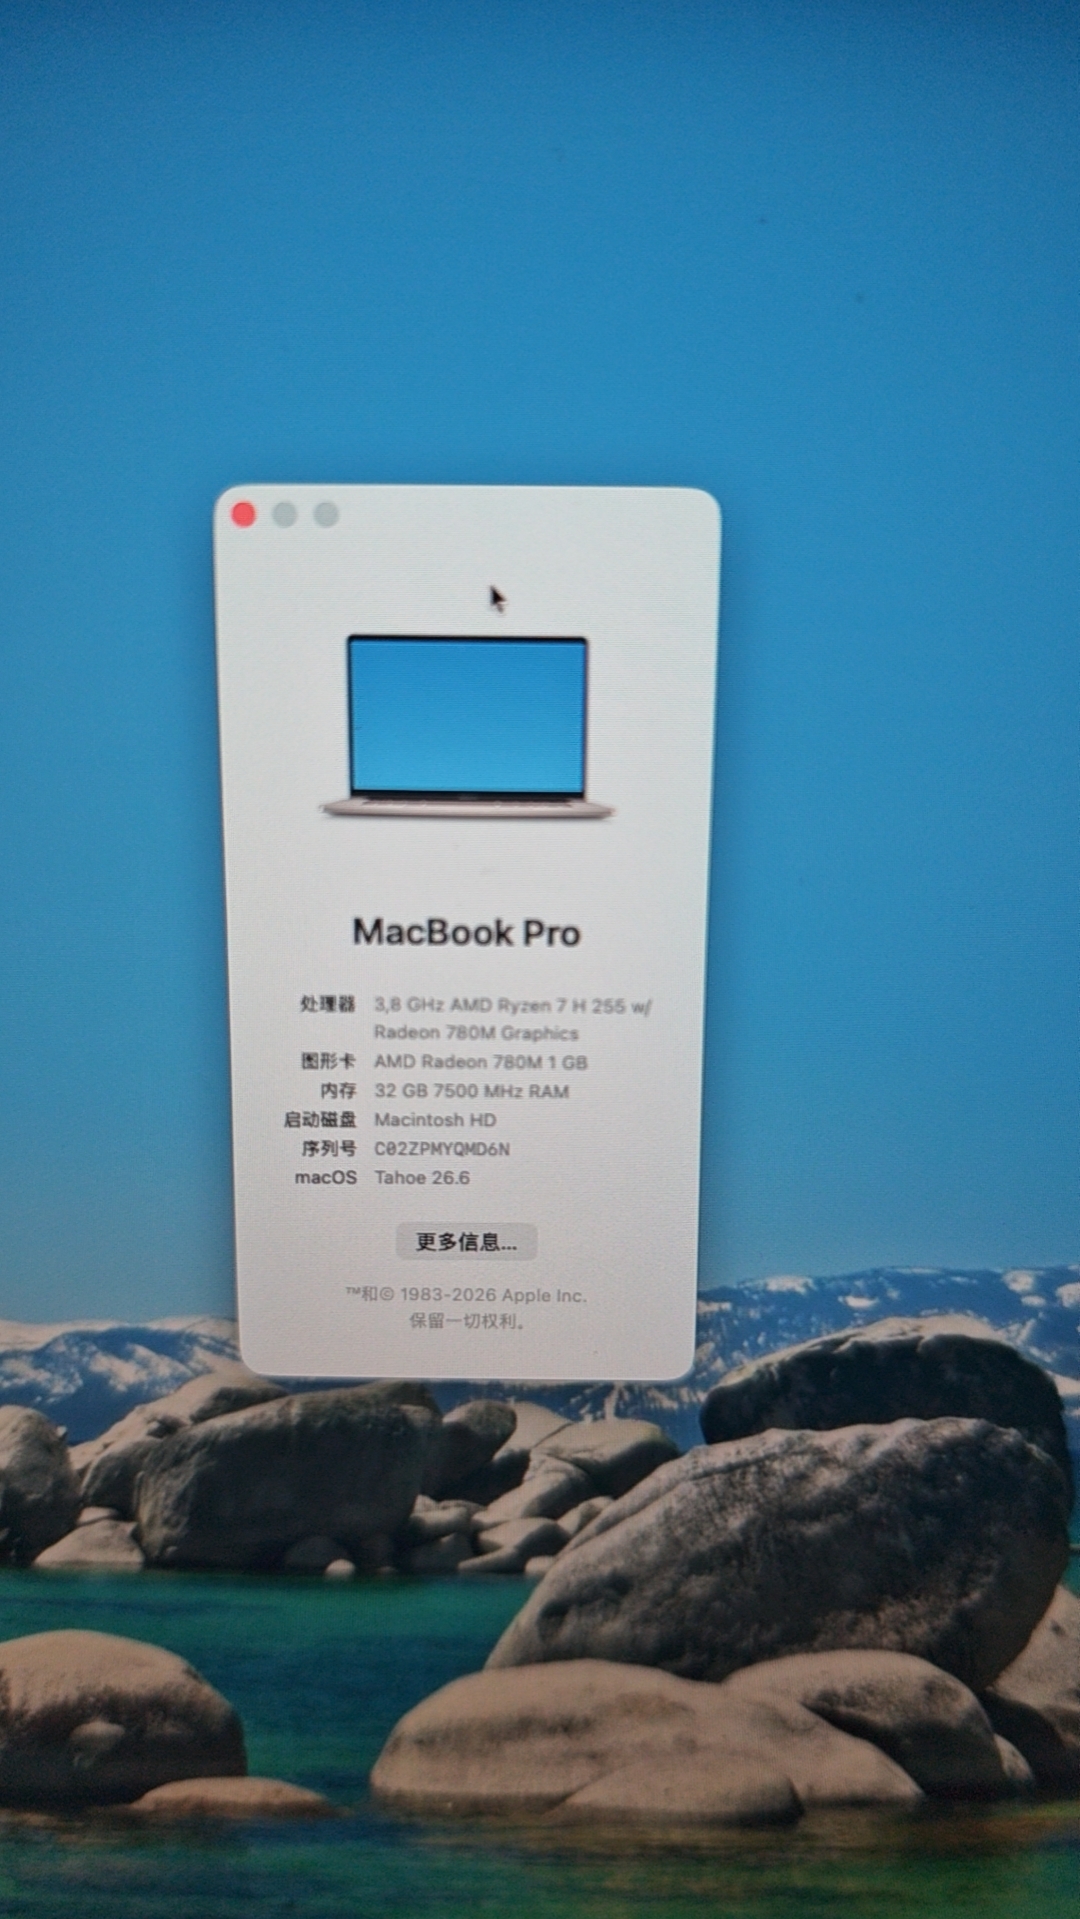 MacBook Pro
处理器 3,8 GHz AMD Ryzen 7 H 255 w/
Radeon 780M Graphics
图形卡 AMD Radeon 780M 1 GB
内存 32 GB 7500 MHz RAM
启动磁盘 Macintosh HD
序列号 C02ZPMYQMD6N
macOS Tahoe 26.6
更多信息...
™和© 1983-2026 Apple Inc.
保留一切权利。